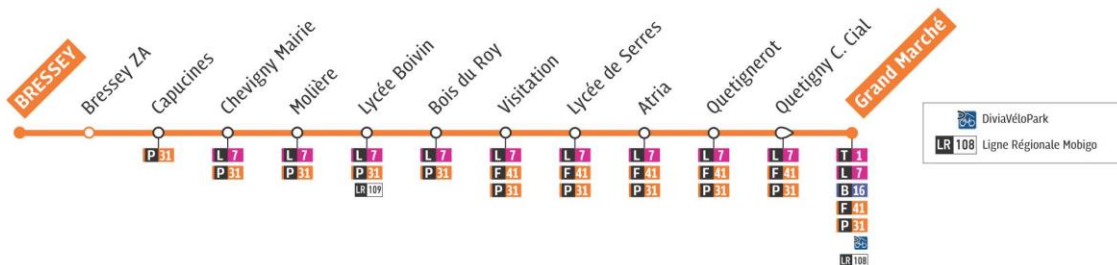 BRESSEY
Bressey ZA
Capucines
Chevigny Mairie
Molière
Lycée Boivin
Bois du Roy
Visitation
Lycée de Serres
Atria
Quetignerot
Quetigny C. Cial
Grand Marché
P 31
L 7
P 31
L 7
P 31
L 7
P 31
LR 109
L 7
P 31
L 7
F 41
P 31
L 7
F 41
P 31
L 7
F 41
P 31
L 7
F 41
P 31
L 7
F 41
P 31
T 1
L 7
B 16
F 41
P 31
LR 108
DiviaVéloPark
LR 108 Ligne Régionale Mobigo